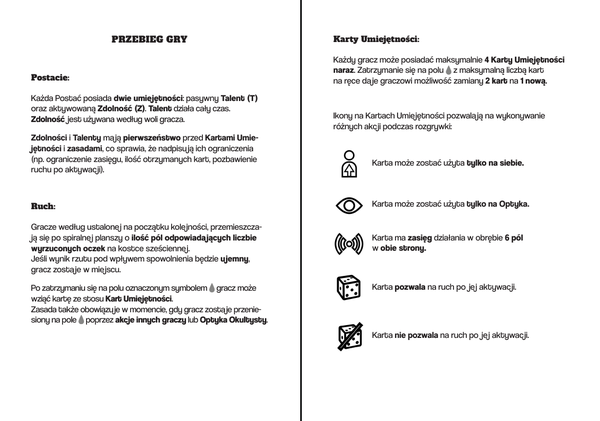 PRZEBIEG GRY
Postacie:
Każda Postać posiada dwie umiejętności: pasywny Talent (T)
oraz aktywowaną Zdolność (Z). Talent działa cały czas.
Zdolność jest używana według woli gracza.
Zdolności i Talenty mają pierwszeństwo przed Kartami Umie-
jętności i zasadami, co sprawia, że nadpisują ich ograniczenia
(np. ograniczenie zasięgu, ilość otrzymanych kart, pozbawienie
ruchu po aktywacji).
Ruch:
Gracze według ustalonej na początku kolejności, przemieszcza-
ją się po spiralnej planszy o ilość pól odpowiadających liczbie
wyrzuconych oczek na kostce sześciennej.
Jeśli wynik rzutu pod wpływem spowolnienia będzie ujemny,
gracz zostaje w miejscu.
Po zatrzymaniu się na polu oznaczonym symbolem gracz może
wziąć kartę ze stosu Kart Umiejętności.
Zasada także obowiązuje w momencie, gdy gracz zostaje przenie-
siony na pole poprzez akcje innych graczy lub Optyka Okultysty.
Karty Umiejętności:
Każdy gracz może posiadać maksymalnie 4 Karty Umiejętności
naraz. Zatrzymanie się na polu z maksymalną liczbą kart
na ręce daje graczowi możliwość zamiany 2 kart na 1 nową.
Ikony na Kartach Umiejętności pozwalają na wykonywanie
różnych akcji podczas rozgrywki:
Karta może zostać użyta tylko na siebie.
Karta może zostać użyta tylko na Optyka.
Karta ma zasięg działania w obrębie 6 pól
w obie strony.
Karta pozwala na ruch po jej aktywacji.
Karta nie pozwala na ruch po jej aktywacji.